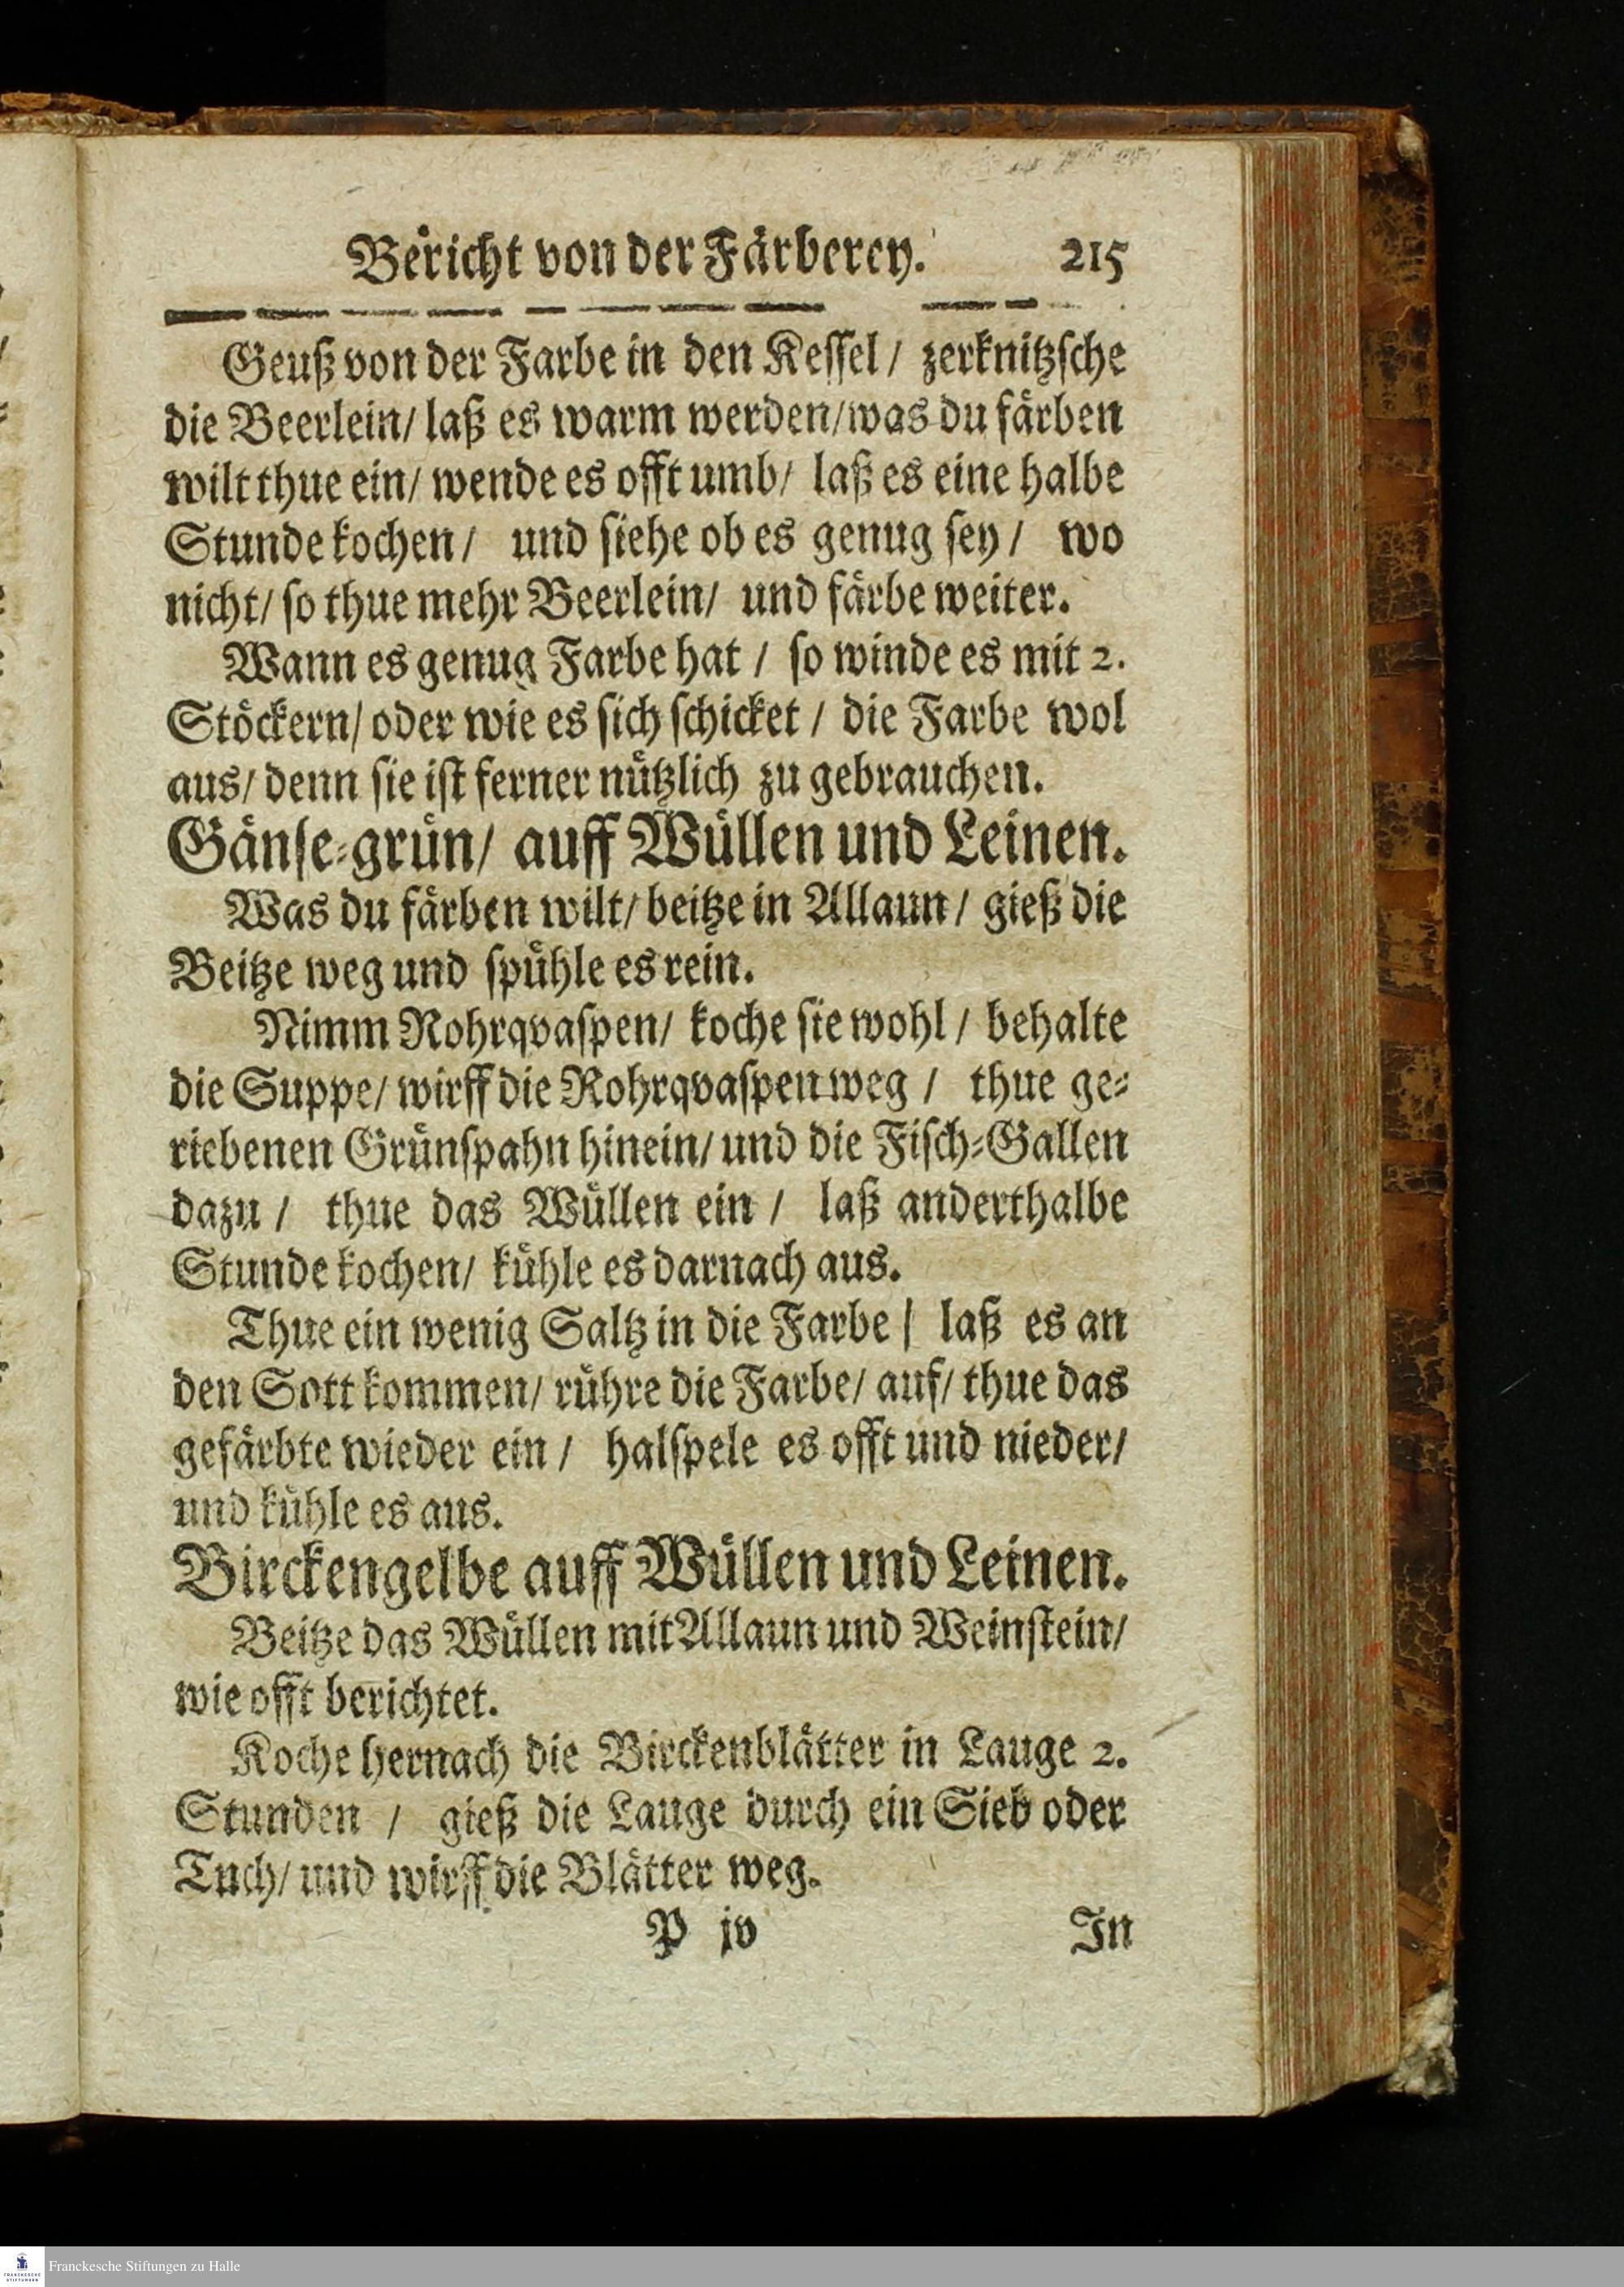 Bericht von der Färberey. 215
Geuß von der Farbe in den Kessel / zerknitzsche
die Beerlein/ laß es warm werden/was du färben
wilt thue ein/ wende es offt umb/ laß es eine halbe
Stunde kochen / und siehe ob es genug sey / wo
nicht/ so thue mehr Beerlein/ und färbe weiter.
Wann es genug Farbe hat / so winde es mit 2.
Stöckern/ oder wie es sich schicket / die Farbe wol
aus/ denn sie ist ferner nützlich zu gebrauchen.
Gänse-grün/ auff Wüllen und Leinen.
Was du färben wilt/ beitze in Allaun / gieß die
Beitze weg und spühle es rein.
Nimm Rohrqvaspen/ koche sie wohl / behalte
die Suppe/ wirff die Rohrqvaspen weg / thue ge-
riebenen Grünspahn hinein/ und die Fisch-Gallen
dazu / thue das Wüllen ein / laß anderthalbe
Stunde kochen/ kühle es darnach aus.
Thue ein wenig Saltz in die Farbe / laß es an
den Sott kommen/ rühre die Farbe/ auf/ thue das
gefärbte wieder ein / halspele es offt und nieder/
und kühle es aus.
Birckengelbe auff Wüllen und Leinen.
Beitze das Wüllen mit Allaun und Weinstein/
wie offt berichtet.
Koche hernach die Birckenblätter in Lauge 2.
Stunden / gieß die Lauge durch ein Sieb oder
Tuch/ und wirff die Blätter weg.
P iv In
Franckesche Stiftungen zu Halle
FRANCKESCHE
STIFTUNGEN